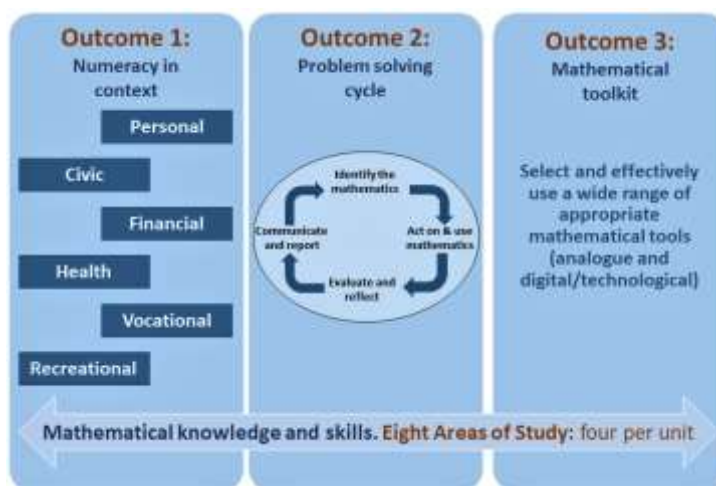 Outcome 1:
Numeracy in
context
Personal
Civic
Financial
Health
Vocational
Recreational
Outcome 2:
Problem solving
cycle
Identify the
mathematics
Act on & use
mathematics
Evaluate and
reflect
Communicate
and report
Outcome 3:
Mathematical
toolkit
Select and effectively
use a wide range of
appropriate
mathematical tools
(analogue and
digital/technological)
Mathematical knowledge and skills. Eight Areas of Study: four per unit